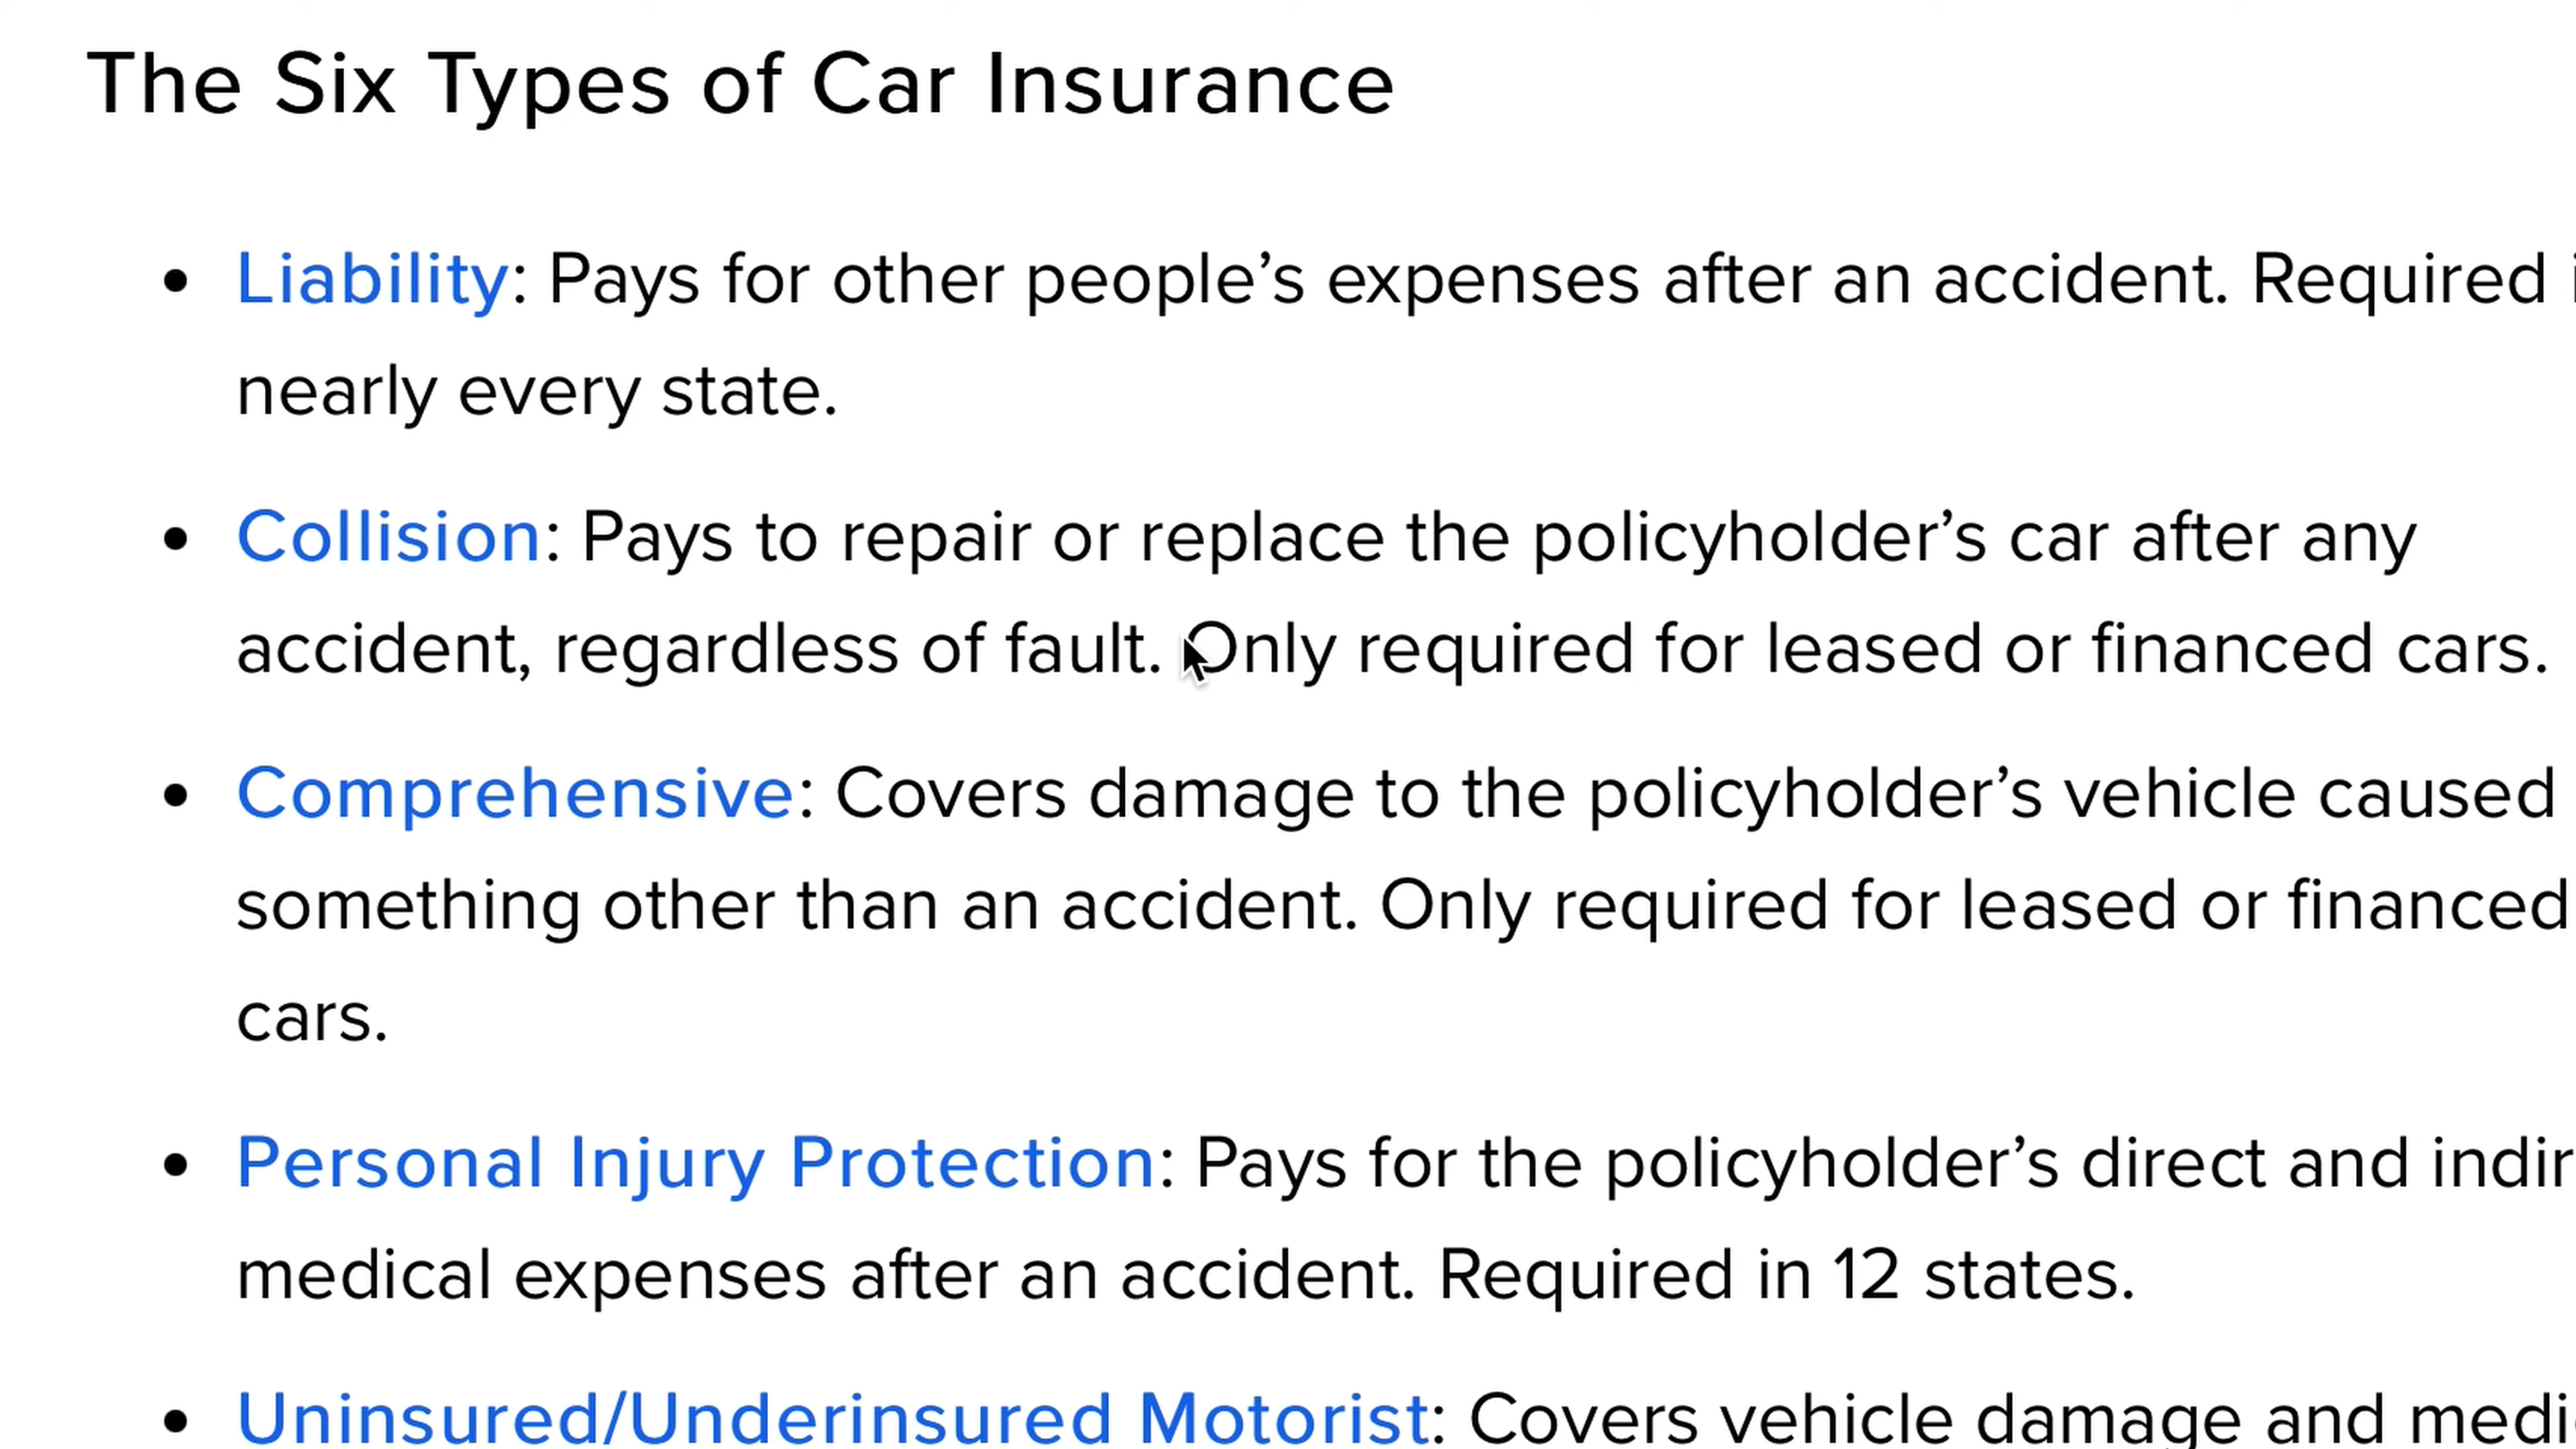 The Six Types of Car Insurance
• Liability: Pays for other people’s expenses after an accident. Required
nearly every state.
• Collision: Pays to repair or replace the policyholder’s car after any
accident, regardless of fault. Only required for leased or financed cars.
• Comprehensive: Covers damage to the policyholder’s vehicle caused
something other than an accident. Only required for leased or financed
cars.
• Personal Injury Protection: Pays for the policyholder’s direct and
medical expenses after an accident. Required in 12 states.
• Uninsured/Underinsured Motorist: Covers vehicle damage and